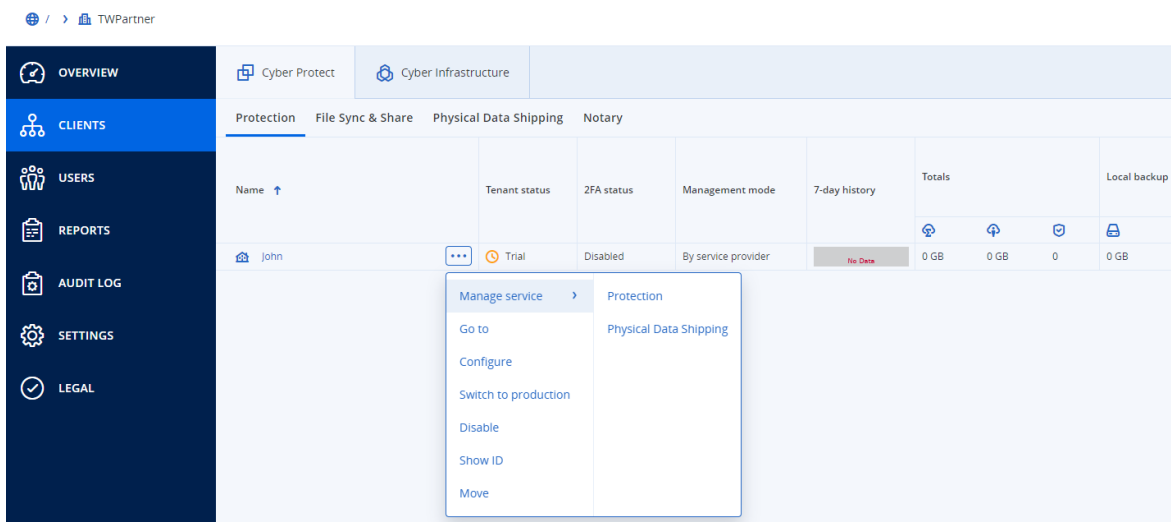 / > TWPartner
OVERVIEW
CLIENTS
USERS
REPORTS
AUDIT LOG
SETTINGS
LEGAL
Cyber Protect Cyber Infrastructure
Protection File Sync & Share Physical Data Shipping Notary
Name ↑ Tenant status 2FA status Management mode 7-day history Totals Local backup
John ... Trial Disabled By service provider No Data 0 GB 0 GB 0 0 GB
Manage service > Protection
Go to Physical Data Shipping
Configure
Switch to production
Disable
Show ID
Move